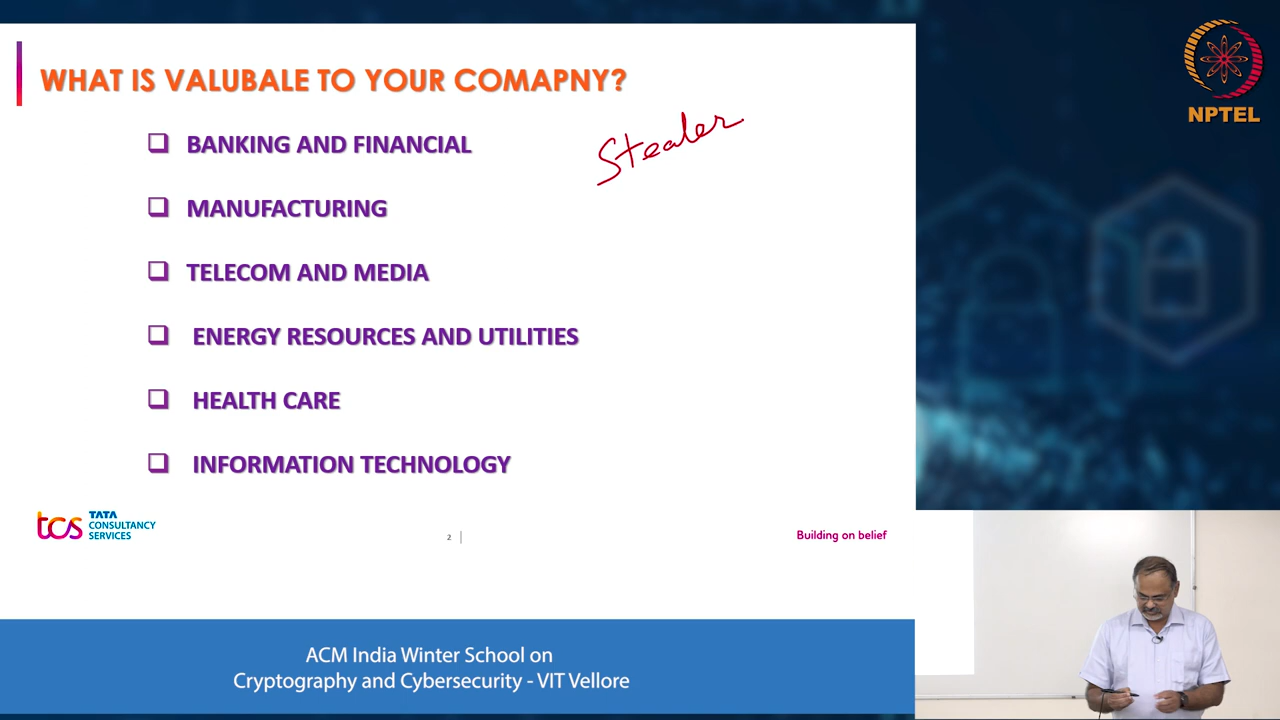 WHAT IS VALUBALE TO YOUR COMAPNY?
Stealer
BANKING AND FINANCIAL
MANUFACTURING
TELECOM AND MEDIA
ENERGY RESOURCES AND UTILITIES
HEALTH CARE
INFORMATION TECHNOLOGY
tcs TATA
CONSULTANCY
SERVICES
2
Building on belief
NPTEL
ACM India Winter School on
Cryptography and Cybersecurity - VIT Vellore